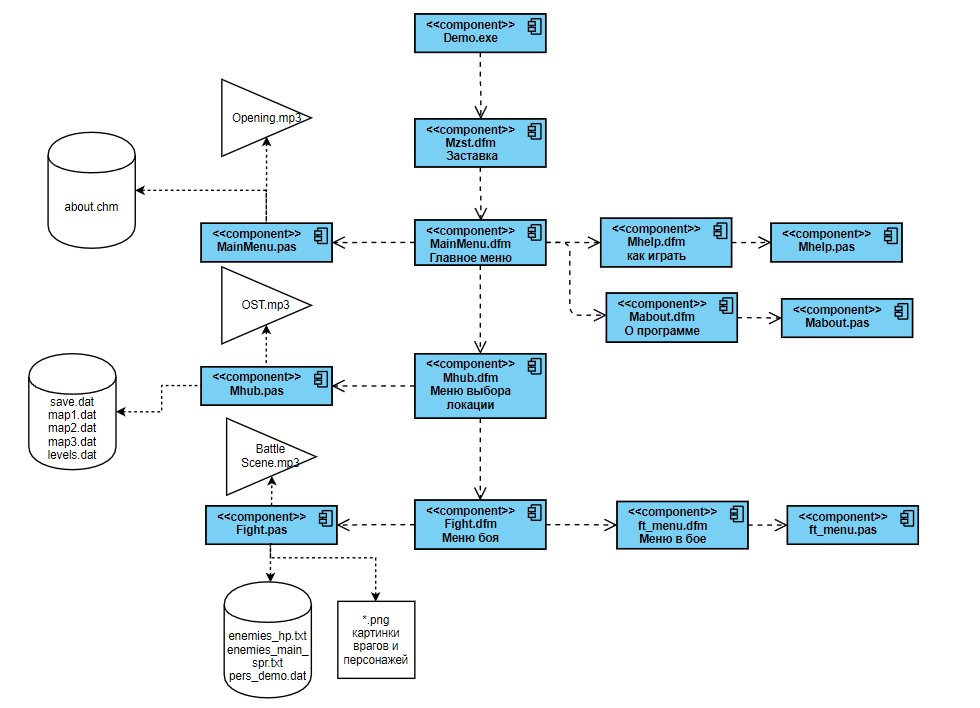 <<component>>
Demo.exe
Opening.mp3
<<component>>
Mzst.dfm
Заставка
about.chm
<<component>>
MainMenu.pas
<<component>>
MainMenu.dfm
Главное меню
<<component>>
Mhelp.dfm
как играть
<<component>>
Mhelp.pas
OST.mp3
<<component>>
Mabout.dfm
О программе
<<component>>
Mabout.pas
save.dat
map1.dat
map2.dat
map3.dat
levels.dat
<<component>>
Mhub.pas
<<component>>
Mhub.dfm
Меню выбора
локации
Battle
Scene.mp3
<<component>>
Fight.pas
<<component>>
Fight.dfm
Меню боя
<<component>>
ft_menu.dfm
Меню в бое
<<component>>
ft_menu.pas
enemies_hp.txt
enemies_main_
spr.txt
pers_demo.dat
*.png
картинки
врагов и
персонажей